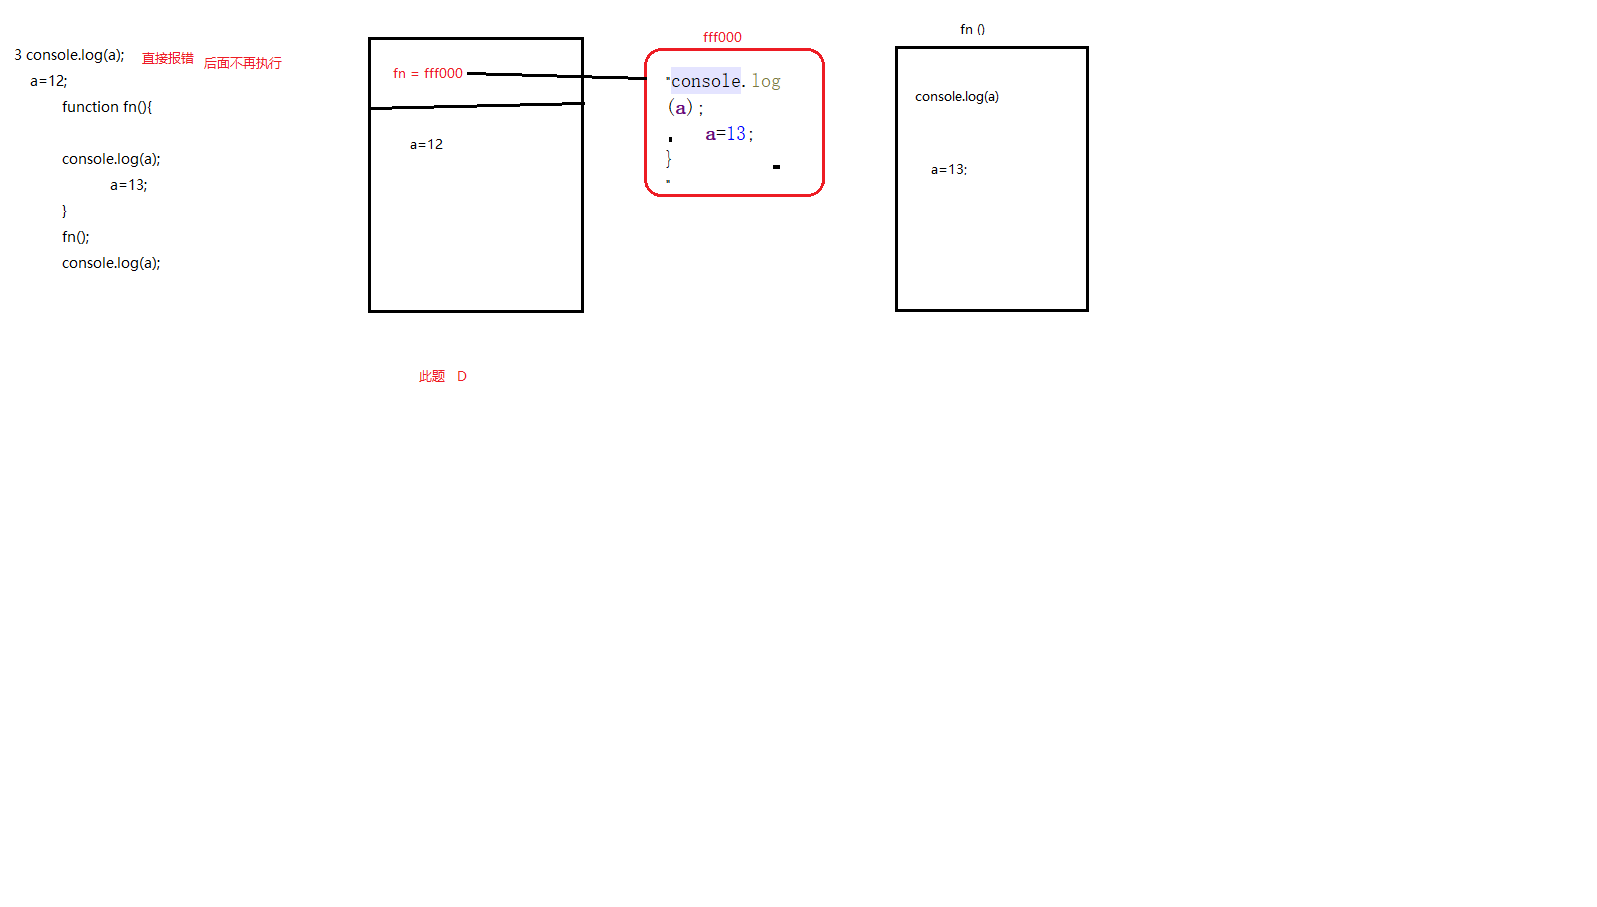 3 console.log(a); 直接报错 后面不再执行
a=12;
function fn(){
console.log(a);
a=13;
}
fn();
console.log(a);
fn = fff000
a=12
fff000
"console.log
(a);
a=13;
}
"
fn ()
console.log(a)
a=13;
此题 D